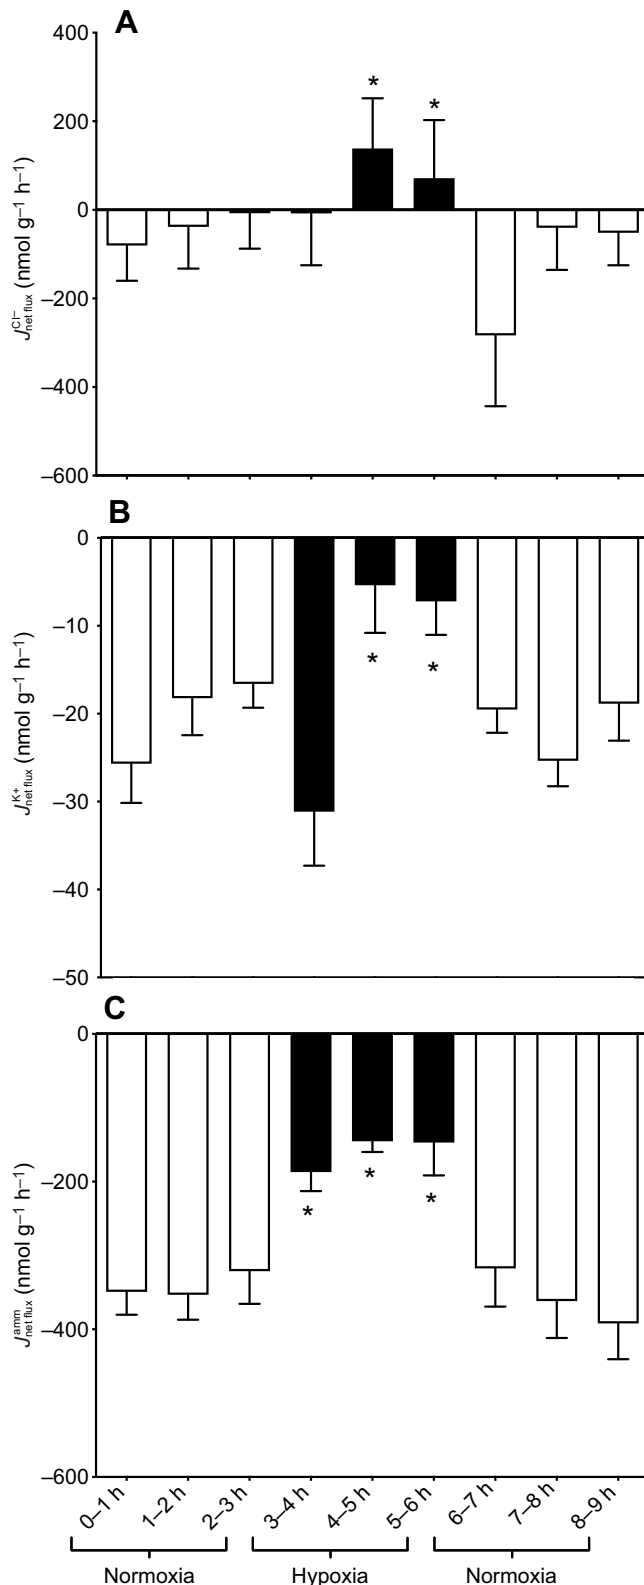 A
400
200
0
–200
–400
–600
J Cl– net flux (nmol g–1 h–1)
* *
B
0
–10
–20
–30
–40
–50
J K+ net flux (nmol g–1 h–1)
* *
C
0
–200
–400
–600
J amm net flux (nmol g–1 h–1)
* * *
0–1 h 1–2 h 2–3 h 3–4 h 4–5 h 5–6 h 6–7 h 7–8 h 8–9 h
Normoxia Hypoxia Normoxia